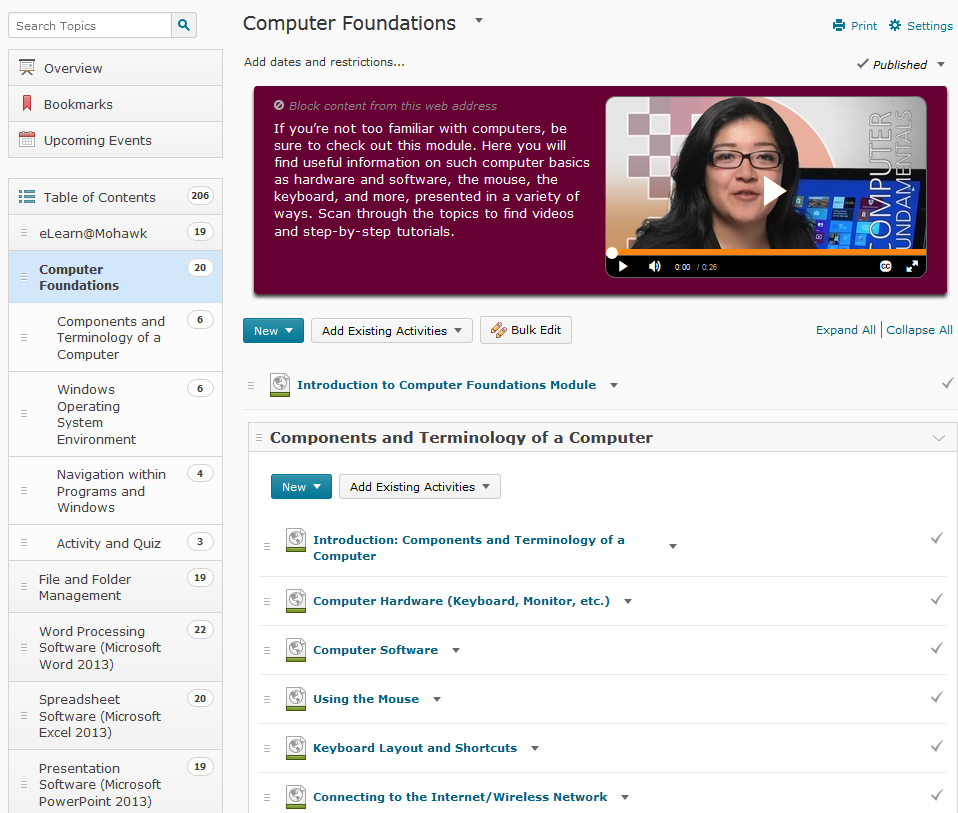 Search Topics
Overview
Bookmarks
Upcoming Events
Table of Contents 206
eLearn@Mohawk 19
Computer 20
Foundations
Components and 6
Terminology of a
Computer
Windows 6
Operating
System
Environment
Navigation within 4
Programs and
Windows
Activity and Quiz 3
File and Folder 19
Management
Word Processing 22
Software (Microsoft
Word 2013)
Spreadsheet 20
Software (Microsoft
Excel 2013)
Presentation 19
Software (Microsoft
PowerPoint 2013)
Computer Foundations
Print Settings
Add dates and restrictions...
Published
Block content from this web address
If you’re not too familiar with computers, be
sure to check out this module. Here you will
find useful information on such computer basics
as hardware and software, the mouse, the
keyboard, and more, presented in a variety of
ways. Scan through the topics to find videos
and step-by-step tutorials.
COMPUTER
FUNDAMENTALS
0:00 / 0:26 CC
New Add Existing Activities Bulk Edit Expand All Collapse All
Introduction to Computer Foundations Module
Components and Terminology of a Computer
New Add Existing Activities
Introduction: Components and Terminology of a
Computer
Computer Hardware (Keyboard, Monitor, etc.)
Computer Software
Using the Mouse
Keyboard Layout and Shortcuts
Connecting to the Internet/Wireless Network